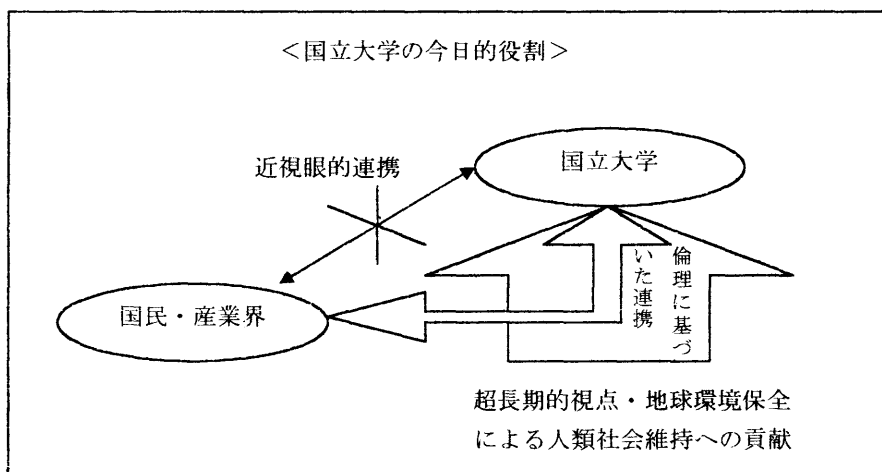 ＜国立大学の今日的役割＞
近視眼的連携
国立大学
国民・産業界
倫理に基づ
いた連携
超長期的視点・地球環境保全
による人類社会維持への貢献